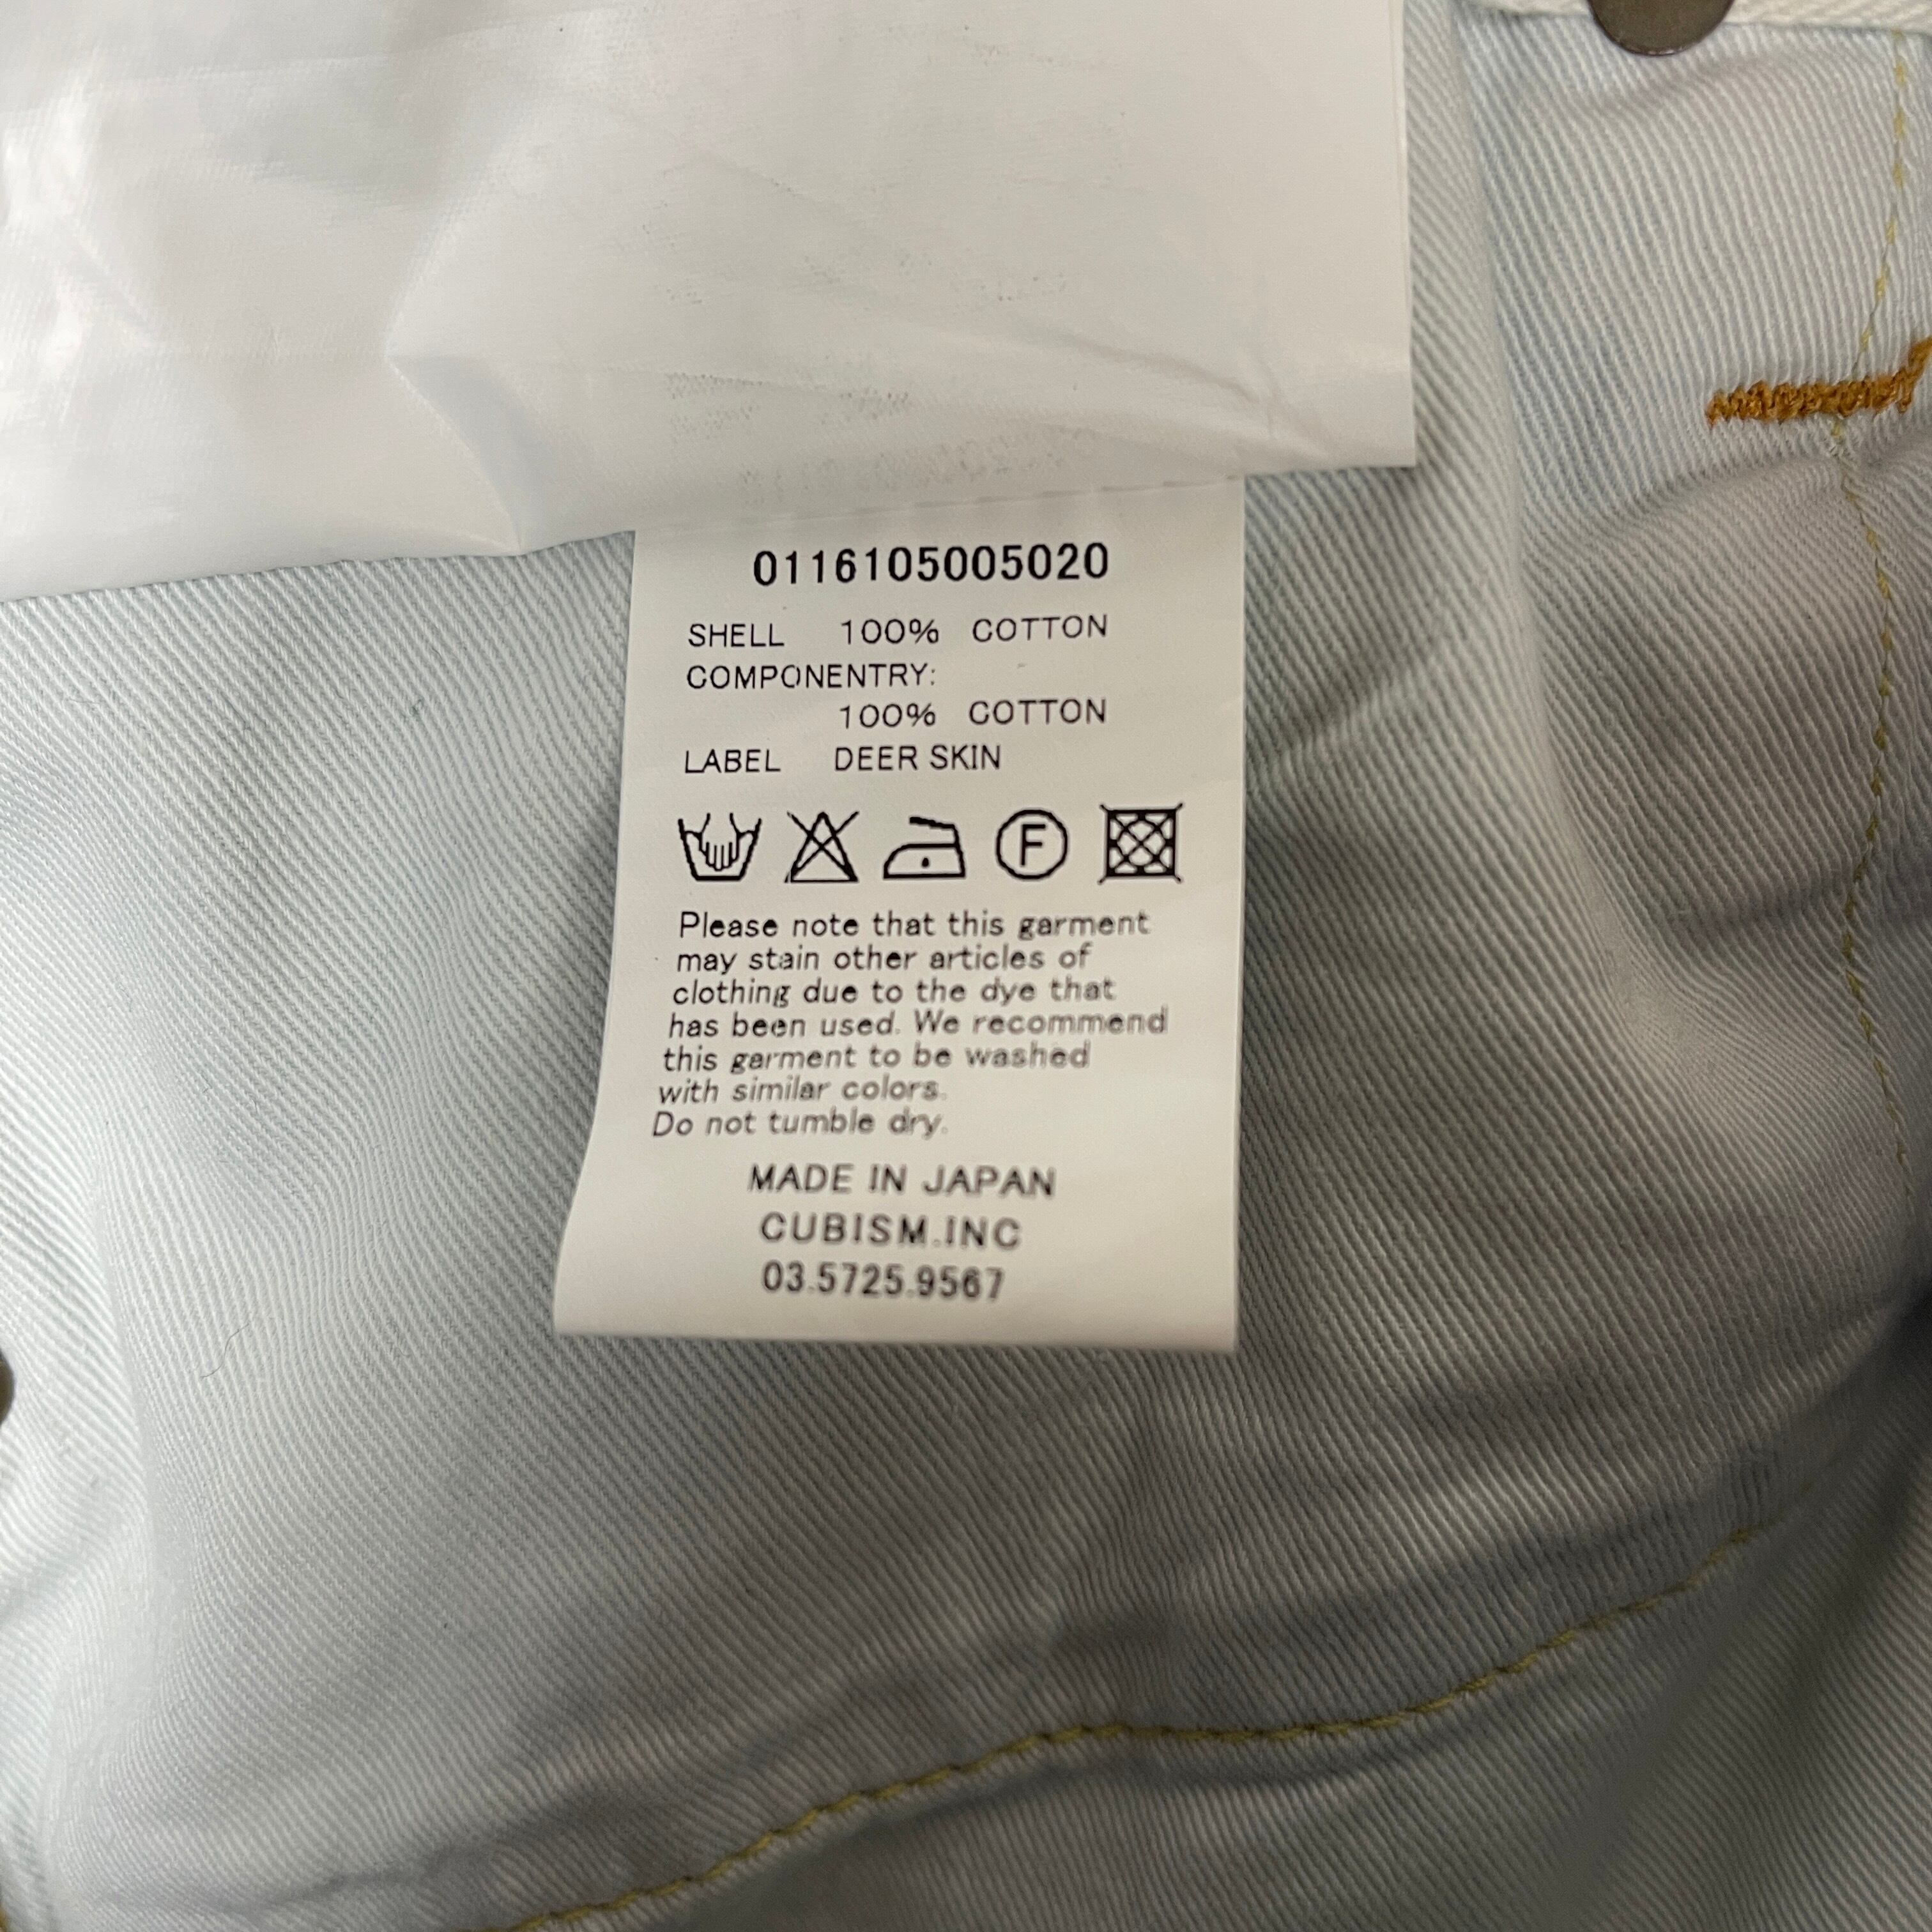 0116105005020
SHELL 100% COTTON
COMPONENTRY:
100% COTTON
LABEL DEER SKIN
F
Please note that this garment
may stain other articles of
clothing due to the dye that
has been used. We recommend
this garment to be washed
with similar colors.
Do not tumble dry.
MADE IN JAPAN
CUBISM.INC
03.5725.9567